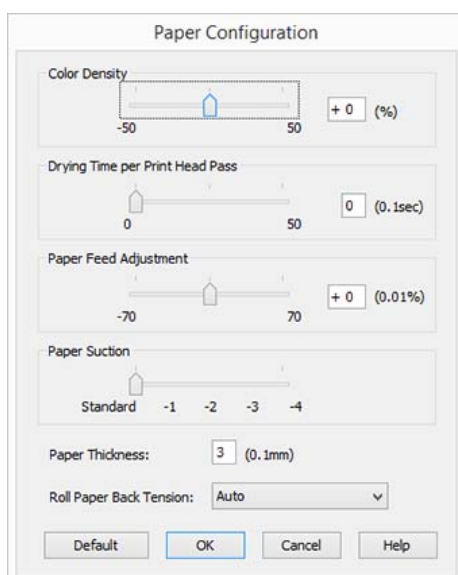 Paper Configuration
Color Density
-50 50 + 0 (%)
Drying Time per Print Head Pass
0 50 0 (0.1sec)
Paper Feed Adjustment
-70 70 + 0 (0.01%)
Paper Suction
Standard -1 -2 -3 -4
Paper Thickness: 3 (0.1mm)
Roll Paper Back Tension: Auto
Default OK Cancel Help